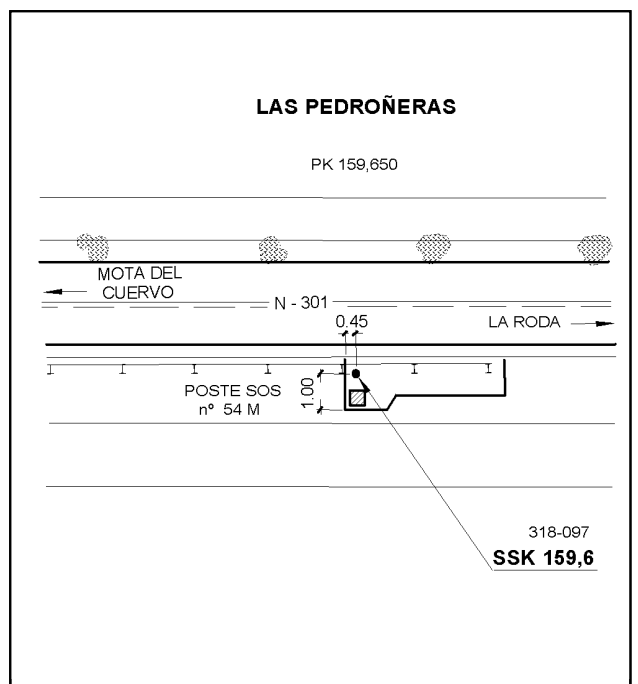 LAS PEDROÑERAS
PK 159,650
MOTA DEL
CUERVO
N - 301
0.45
LA RODA
POSTE SOS
nº 54 M
1.00
318-097
SSK 159,6